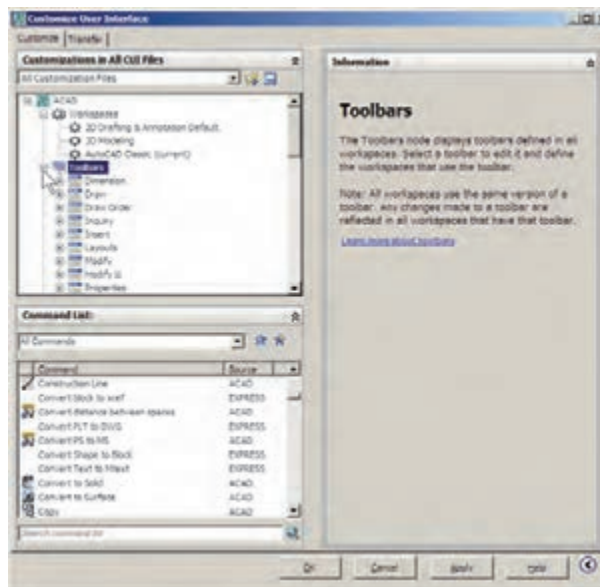 Customize User Interface
Customize Transfer
Customizations in All CUI Files
All Customization Files
ACAD
Workspaces
2D Drafting & Annotation Default
3D Modeling
AutoCAD Classic (current)
Toolbars
Dimension
Draw
Draw Order
Inquiry
Insert
Layouts
Modify
Modify II
Properties
Command List:
All Commands
Command Source
Construction Line ACAD
Convert block to xref EXPRESS
Convert distance between spaces ACAD
Convert PLT to DWG EXPRESS
Convert PS to MS ACAD
Convert Shape to Block EXPRESS
Convert Text to Mtext EXPRESS
Convert to Solid ACAD
Convert to Surface ACAD
Copy ACAD
Search command list
Information
Toolbars
The Toolbars node displays toolbars defined in all
workspaces. Select a toolbar to edit it and define
the workspaces that use the toolbar.
Note: All workspaces use the same version of a
toolbar. Any changes made to a toolbar are
reflected in all workspaces that have that toolbar.
Learn more about toolbars
OK Cancel Apply Help